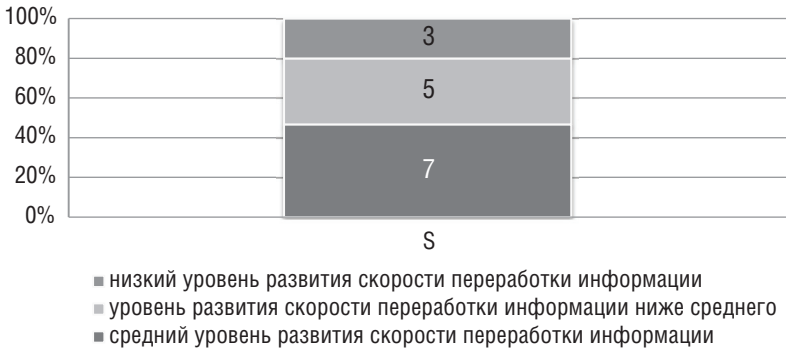 100%
80%
60%
40%
20%
0%
3
5
7
S
низкий уровень развития скорости переработки информации
уровень развития скорости переработки информации ниже среднего
средний уровень развития скорости переработки информации